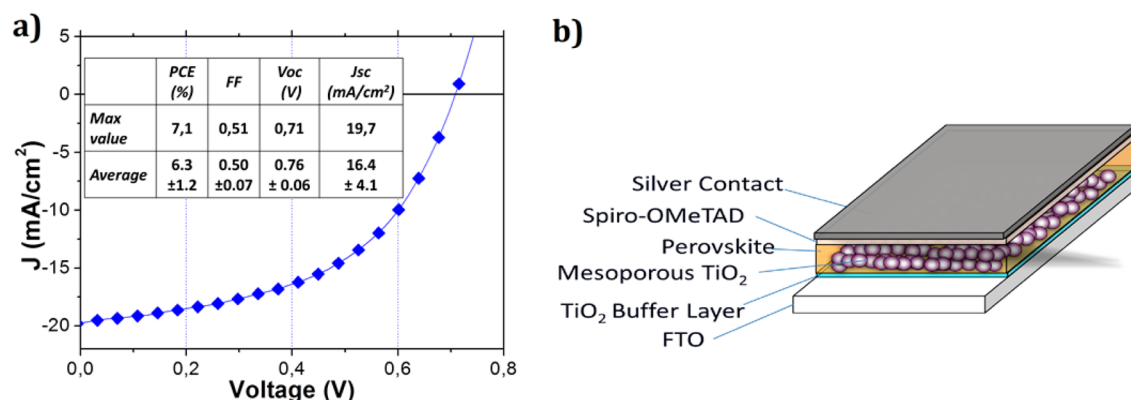 a)
5
0
-5
-10
-15
-20
J (mA/cm²)
0,0
0,2
0,4
0,6
0,8
Voltage (V)
PCE (%)
FF
Voc (V)
Jsc (mA/cm²)
Max value
7,1
0,51
0,71
19,7
Average
6.3 ±1.2
0.50 ±0.07
0.76 ± 0.06
16.4 ± 4.1
b)
Silver Contact
Spiro-OMeTAD
Perovskite
Mesoporous TiO₂
TiO₂ Buffer Layer
FTO